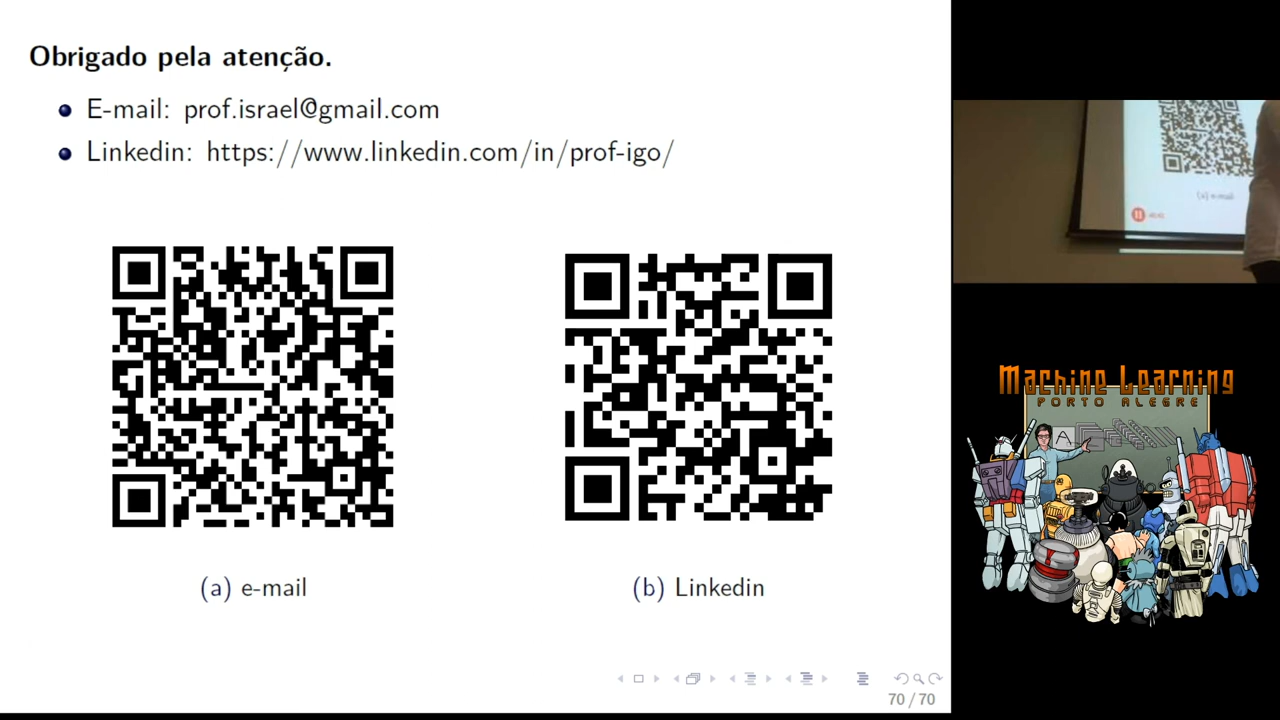 Obrigado pela atenção.
E-mail: prof.israel@gmail.com
Linkedin: https://www.linkedin.com/in/prof-igo/
(a) e-mail
(b) Linkedin
70 / 70
(a) e-mail
Machine Learning
PORTO ALEGRE
A